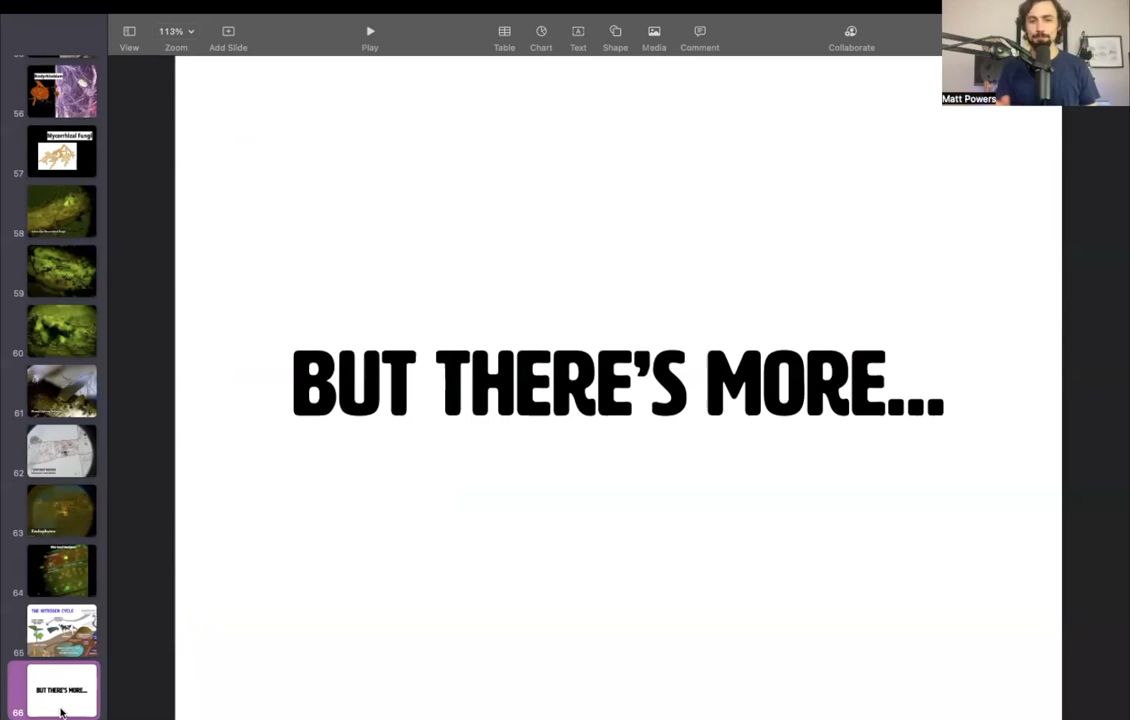 View
113%
Zoom
Add Slide
Play
Table
Chart
Text
Shape
Media
Comment
Collaborate
Matt Powers
56
Mycorrhizal Fungi
57
58
59
60
61
62
Endophytes
63
64
THE NITROGEN CYCLE
65
BUT THERE'S MORE...
66
BUT THERE’S MORE...